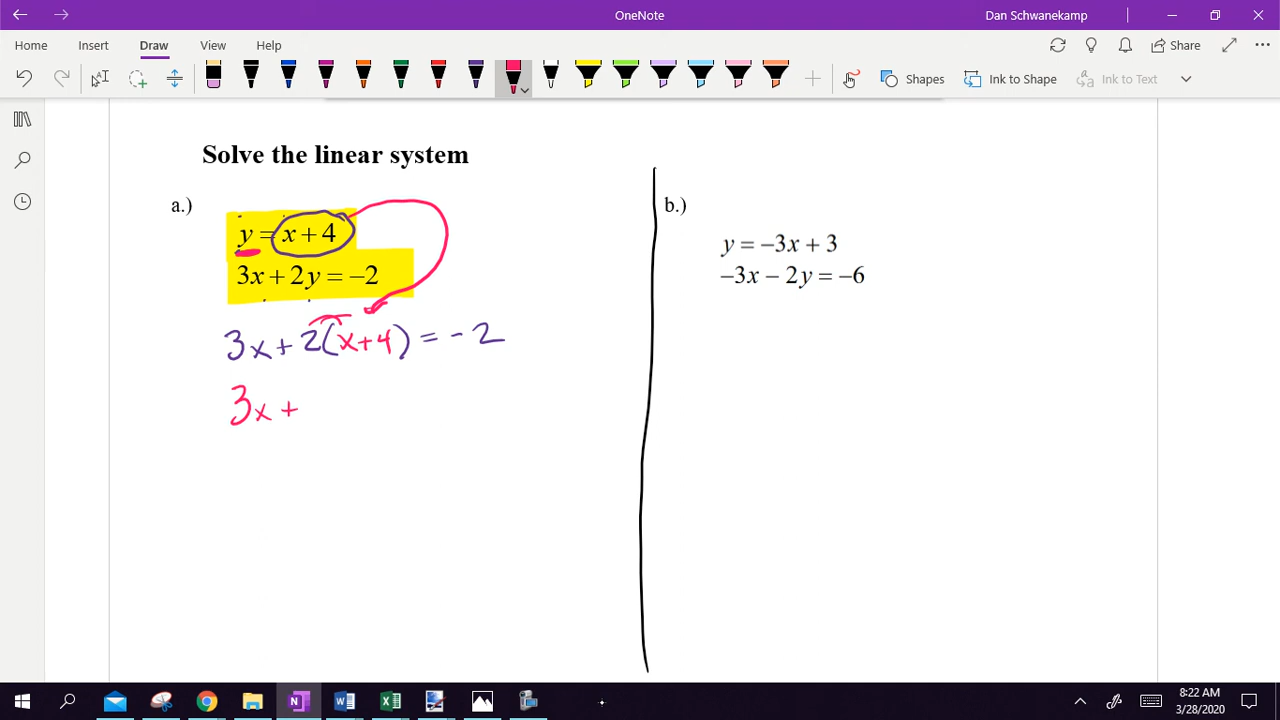 OneNote
Dan Schwanekamp
Home Insert Draw View Help
Share
Shapes
Ink to Shape
Ink to Text
Solve the linear system
a.)
y = x + 4
3x + 2y = −2
3x + 2(x+4) = -2
3x +
b.)
y = −3x + 3
−3x − 2y = −6
8:22 AM
3/28/2020